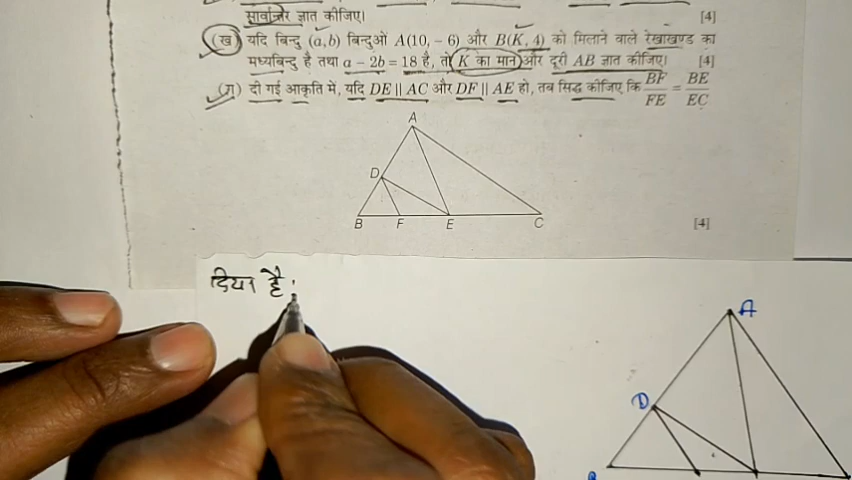 सार्वान्तर ज्ञात कीजिए। [4]
(ख) यदि बिन्दु (a,b) बिन्दुओं A(10, – 6) और B(K, 4) को मिलाने वाले रेखाखण्ड का
मध्यबिन्दु है तथा a – 2b = 18 है, तो K का मान और दूरी AB ज्ञात कीजिए। [4]
(ग) दी गई आकृति में, यदि DE || AC और DF || AE हो, तब सिद्ध कीजिए कि BF/FE = BE/EC
A
D
B F E C [4]
दिया है :
A
D
B